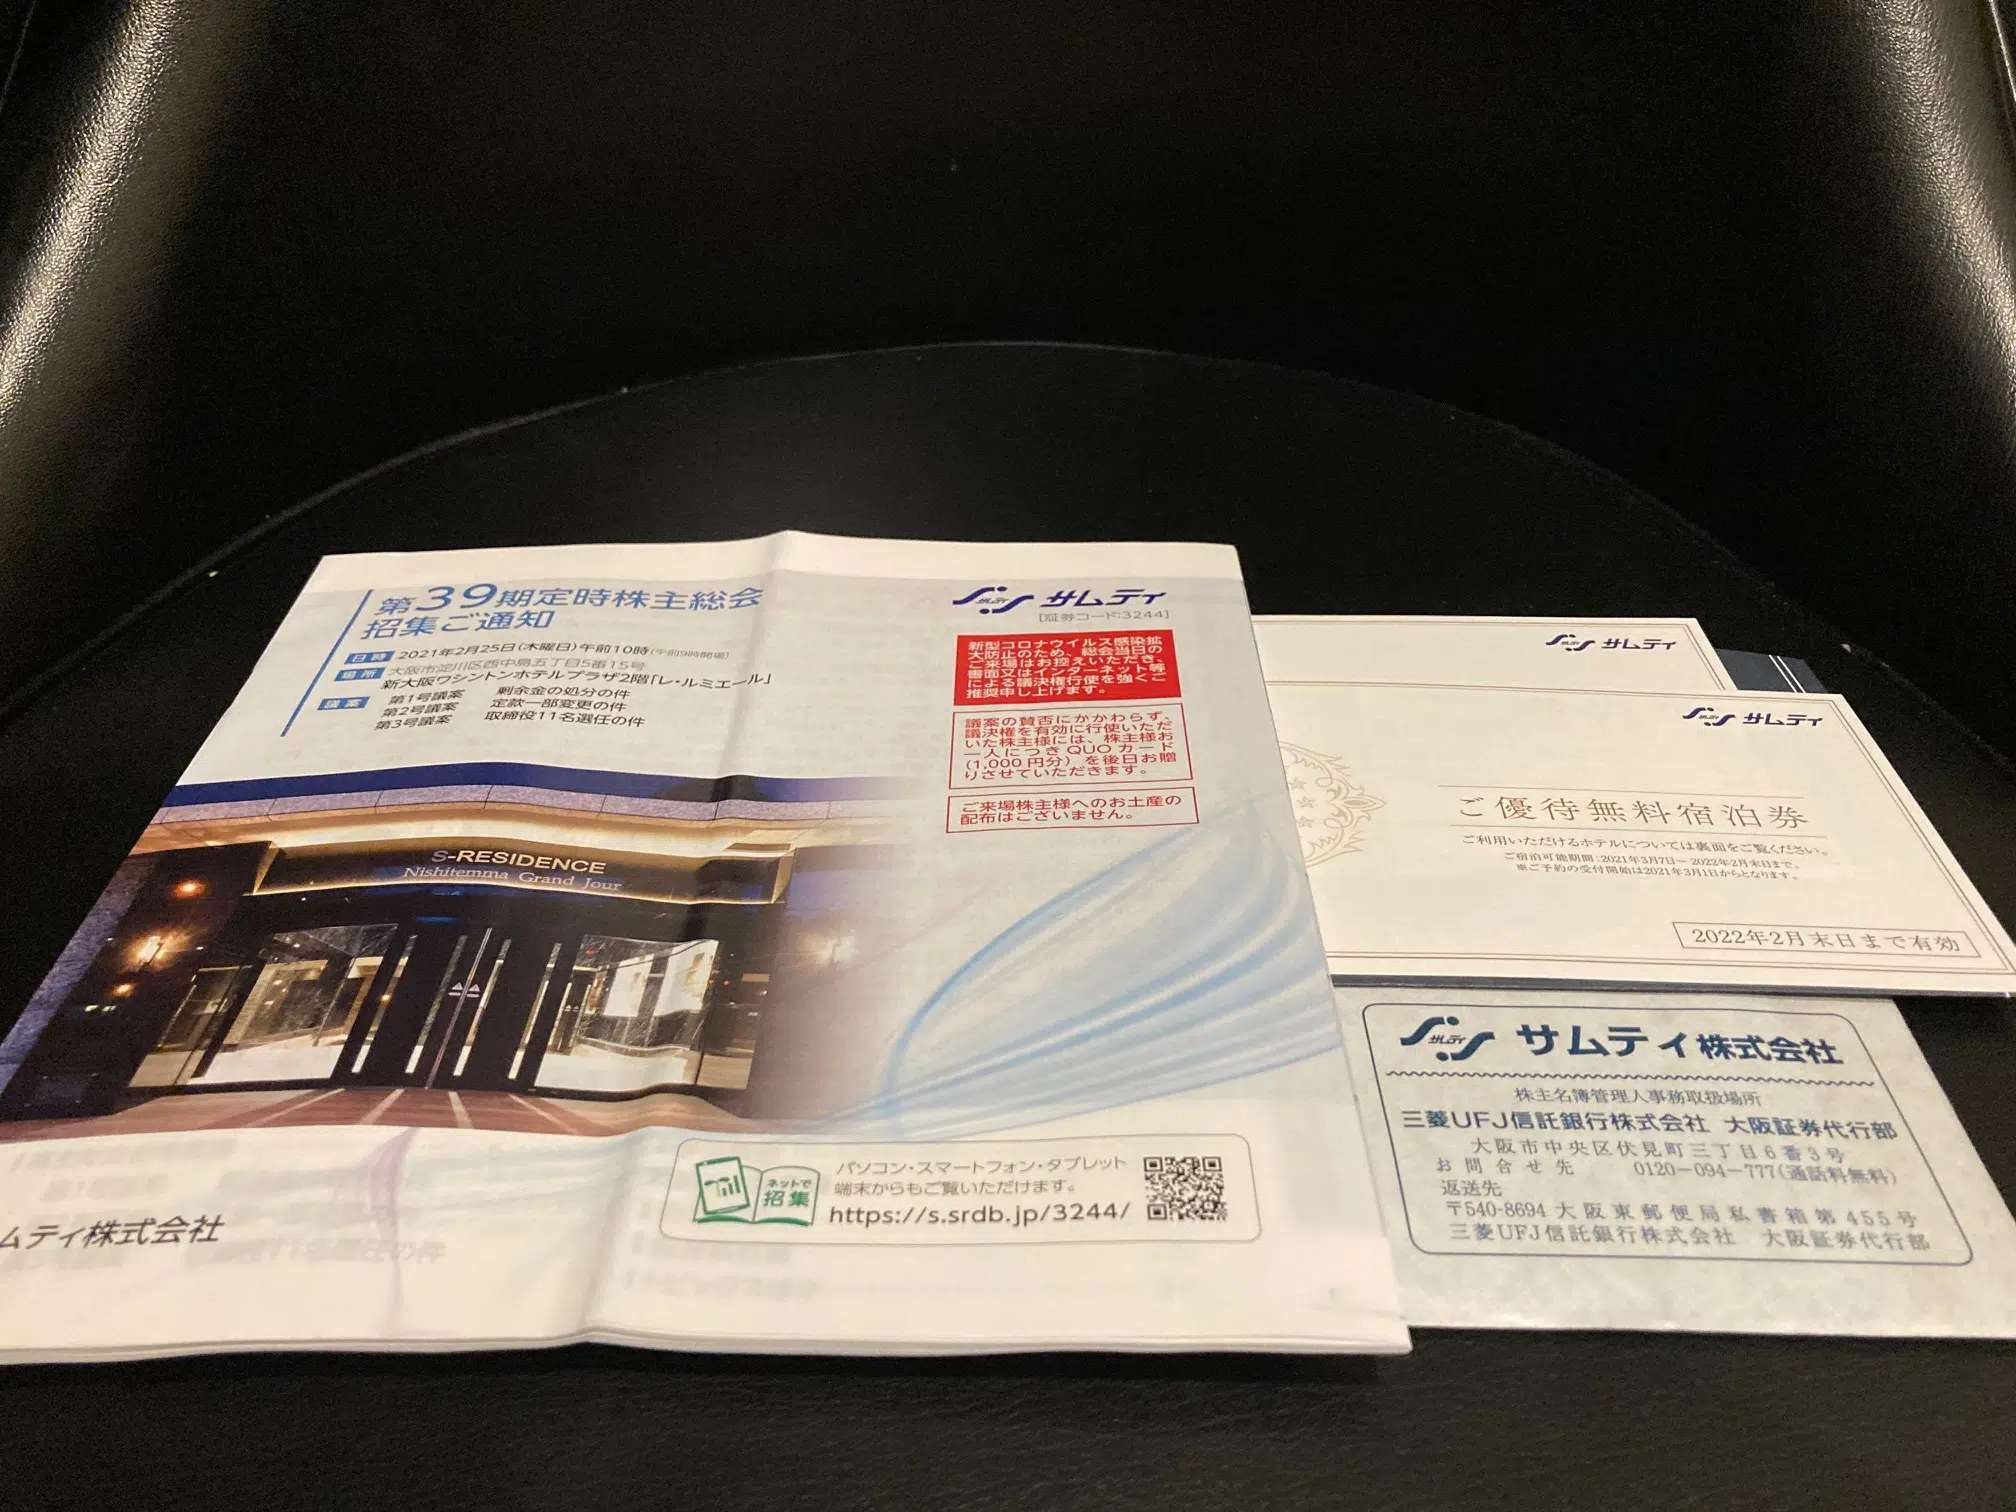 第39期定時株主総会
招集ご通知
日時 2021年2月25日(木曜日)午前10時(午前9時開場)
場所 大阪市淀川区西中島五丁目5番15号
新大阪ワシントンホテルプラザ2階「レ・ルミエール」
議案 第1号議案 剰余金の処分の件
第2号議案 定款一部変更の件
第3号議案 取締役11名選任の件
サムティ サムティ
[証券コード:3244]
新型コロナウイルス感染拡
大防止のため、総会当日の
ご来場はお控えいただき、
書面又はインターネット等
による議決権行使を強くご
推奨申し上げます。
議案の賛否にかかわらず、
議決権を有効に行使いただ
いた株主様には、株主様お
一人につき QUO カード
(1,000 円分) を後日お贈
りさせていただきます。
ご来場株主様へのお土産の
配布はございません。
S-RESIDENCE
Nishitemma Grand Jour
ネットで
招集
パソコン・スマートフォン・タブレット
端末からもご覧いただけます。
https://s.srdb.jp/3244/
ムティ株式会社
サムティ サムティ
サムティ サムティ
ご優待無料宿泊券
ご利用いただけるホテルについては裏面をご覧ください。
ご宿泊可能期間:2021年3月7日〜2022年2月末日まで。
※ご予約の受付開始は2021年3月1日からとなります。
2022年2月末日まで有効
サムティ サムティ株式会社
株主名簿管理人事務取扱場所
三菱UFJ信託銀行株式会社 大阪証券代行部
大阪市中央区伏見町三丁目6番3号
お問合せ先 0120-094-777(通話料無料)
返送先
〒540-8694 大阪東郵便局私書箱第455号
三菱UFJ信託銀行株式会社 大阪証券代行部